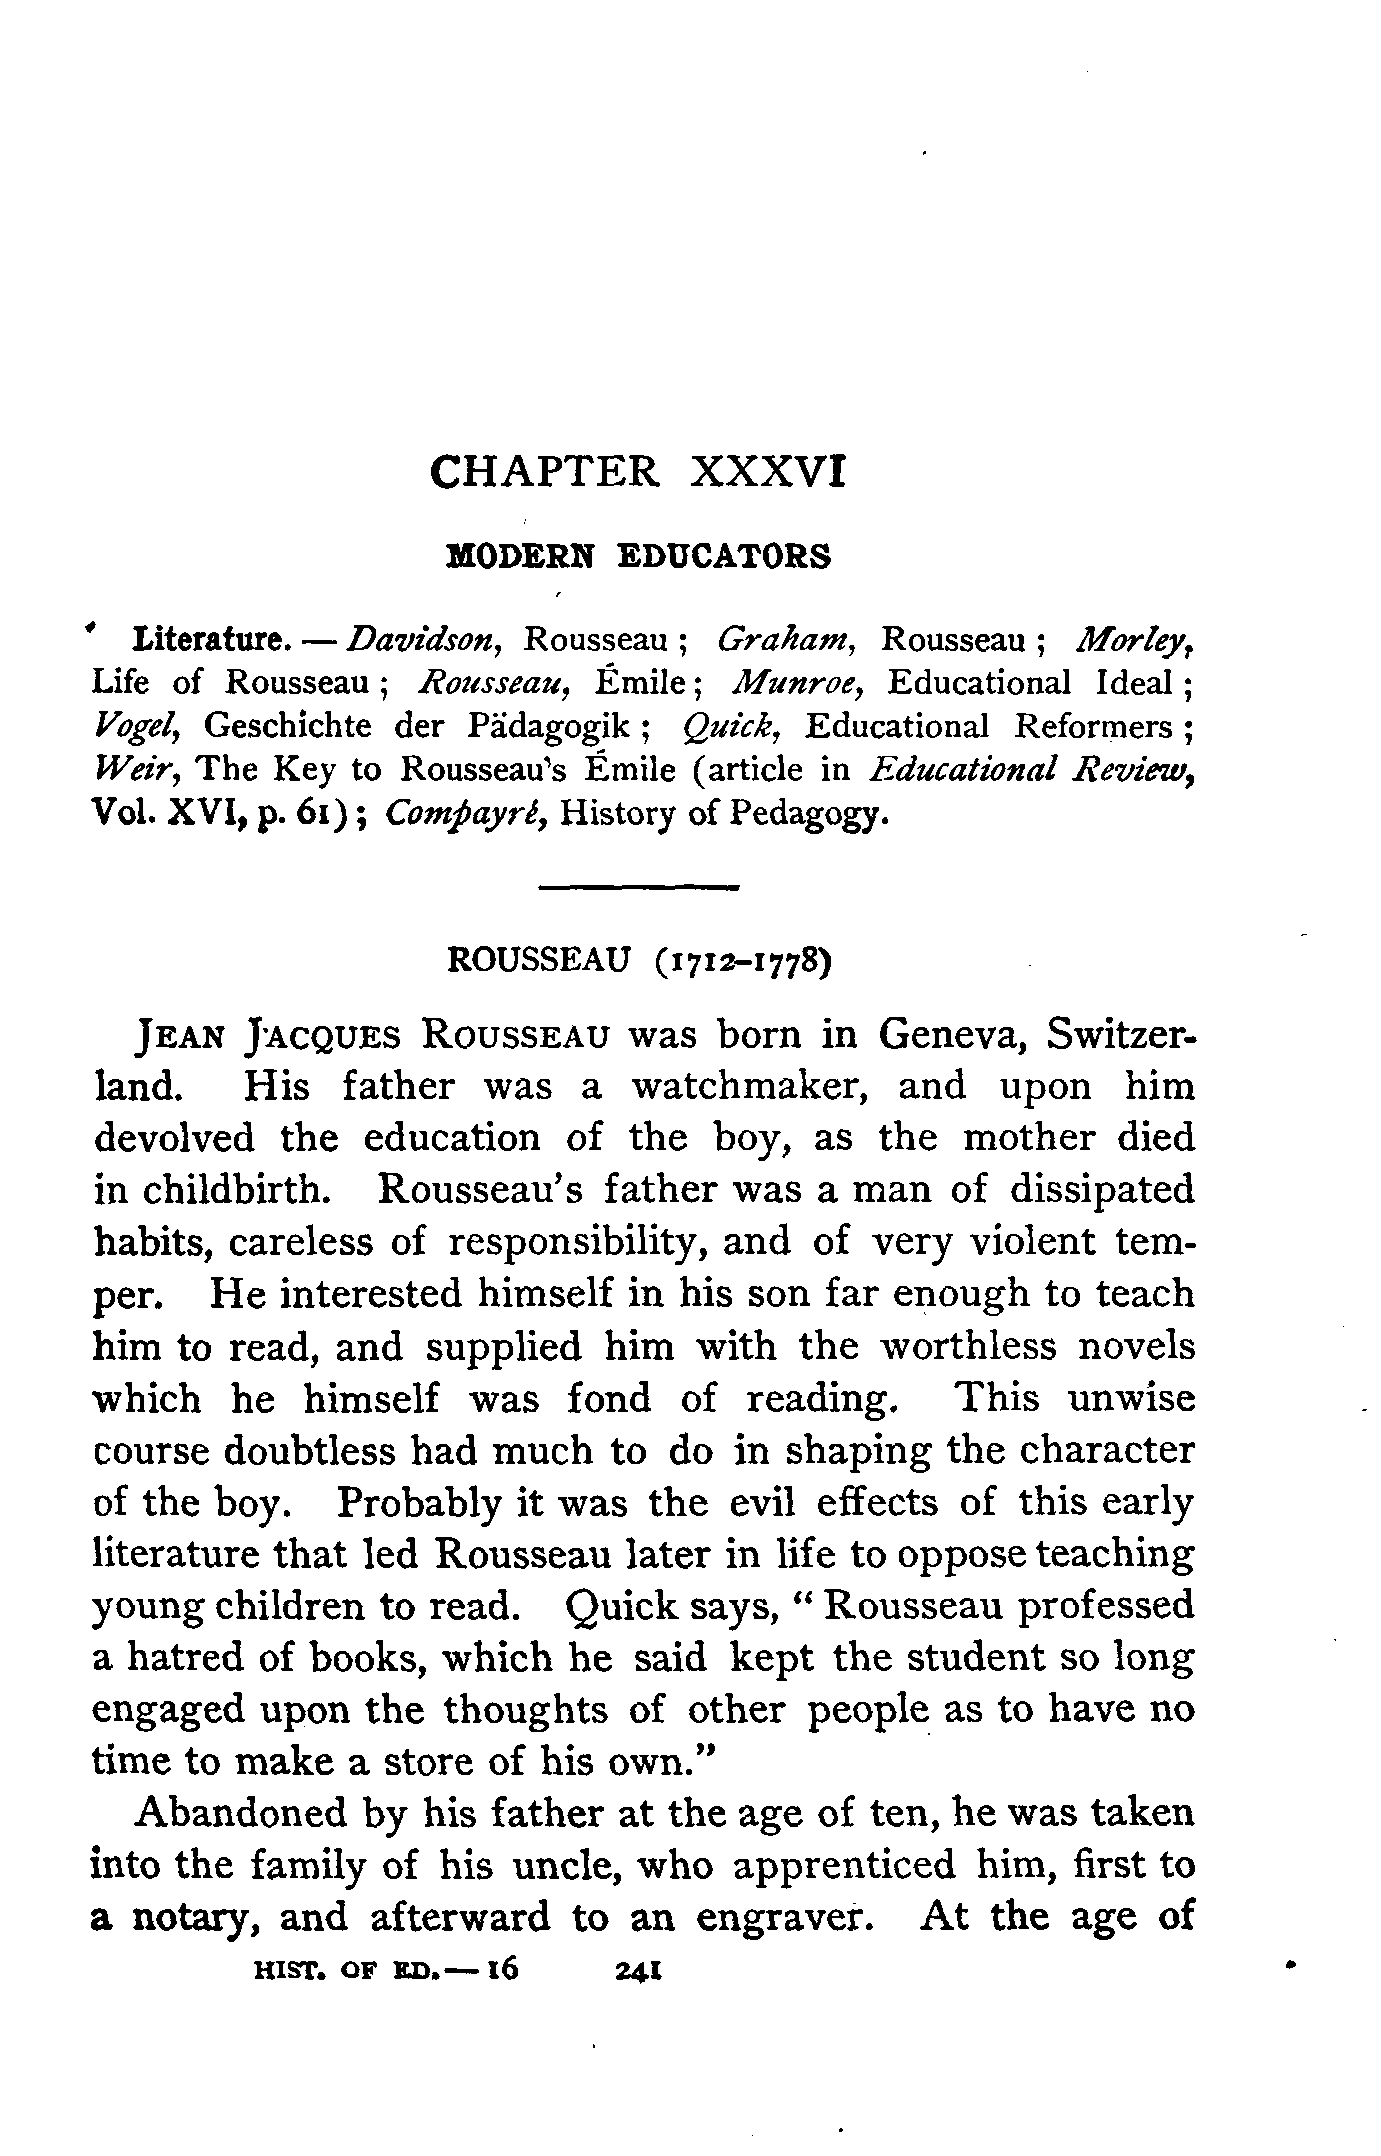 CHAPTER XXXVI
MODERN EDUCATORS
Literature. — Davidson, Rousseau ; Graham, Rousseau ; Morley,
Life of Rousseau ; Rousseau, Émile ; Munroe, Educational Ideal ;
Vogel, Geschichte der Pädagogik ; Quick, Educational Reformers ;
Weir, The Key to Rousseau's Émile (article in Educational Review,
Vol. XVI, p. 61) ; Compayré, History of Pedagogy.
ROUSSEAU (1712–1778)
JEAN JACQUES ROUSSEAU was born in Geneva, Switzer-
land. His father was a watchmaker, and upon him
devolved the education of the boy, as the mother died
in childbirth. Rousseau's father was a man of dissipated
habits, careless of responsibility, and of very violent tem-
per. He interested himself in his son far enough to teach
him to read, and supplied him with the worthless novels
which he himself was fond of reading. This unwise
course doubtless had much to do in shaping the character
of the boy. Probably it was the evil effects of this early
literature that led Rousseau later in life to oppose teaching
young children to read. Quick says, “ Rousseau professed
a hatred of books, which he said kept the student so long
engaged upon the thoughts of other people as to have no
time to make a store of his own.”
Abandoned by his father at the age of ten, he was taken
into the family of his uncle, who apprenticed him, first to
a notary, and afterward to an engraver. At the age of
HIST. OF ED.— 16 241